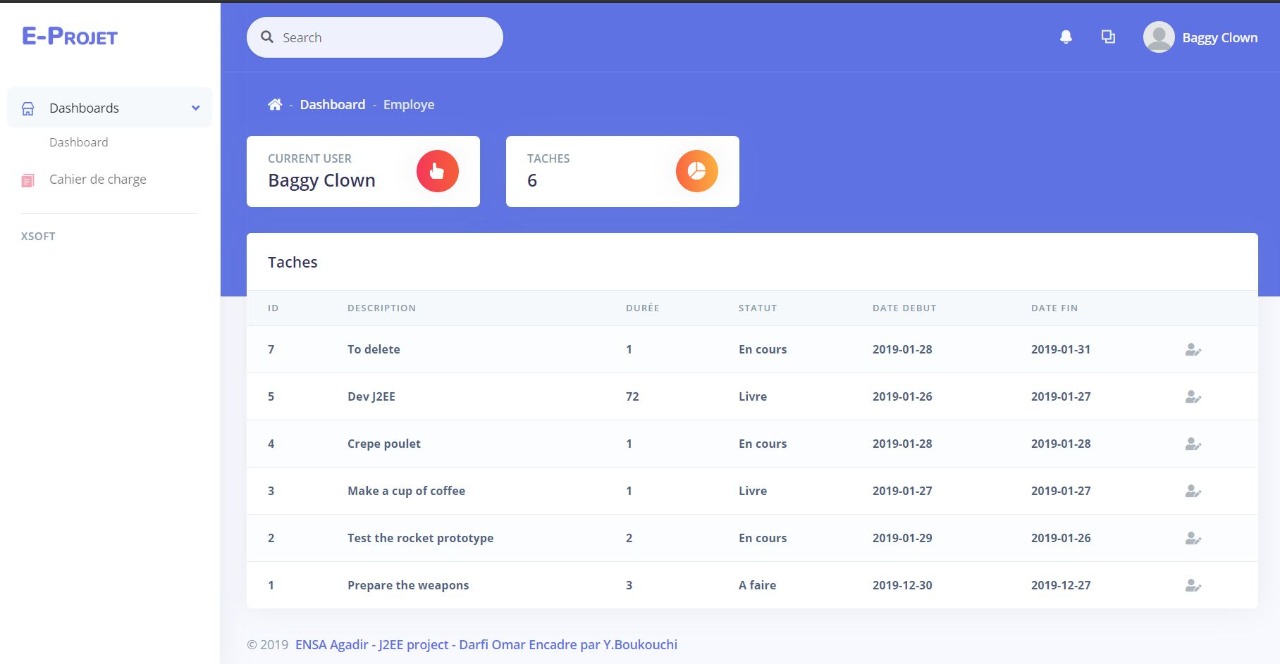 E-Projet
Search
Baggy Clown
Dashboards
Dashboard
Cahier de charge
XSOFT
- Dashboard - Employe
CURRENT USER
Baggy Clown
TACHES
6
Taches
ID DESCRIPTION DURÉE STATUT DATE DEBUT DATE FIN
7 To delete 1 En cours 2019-01-28 2019-01-31
5 Dev J2EE 72 Livre 2019-01-26 2019-01-27
4 Crepe poulet 1 En cours 2019-01-28 2019-01-28
3 Make a cup of coffee 1 Livre 2019-01-27 2019-01-27
2 Test the rocket prototype 2 En cours 2019-01-29 2019-01-26
1 Prepare the weapons 3 A faire 2019-12-30 2019-12-27
© 2019 ENSA Agadir - J2EE project - Darfi Omar Encadre par Y.Boukouchi